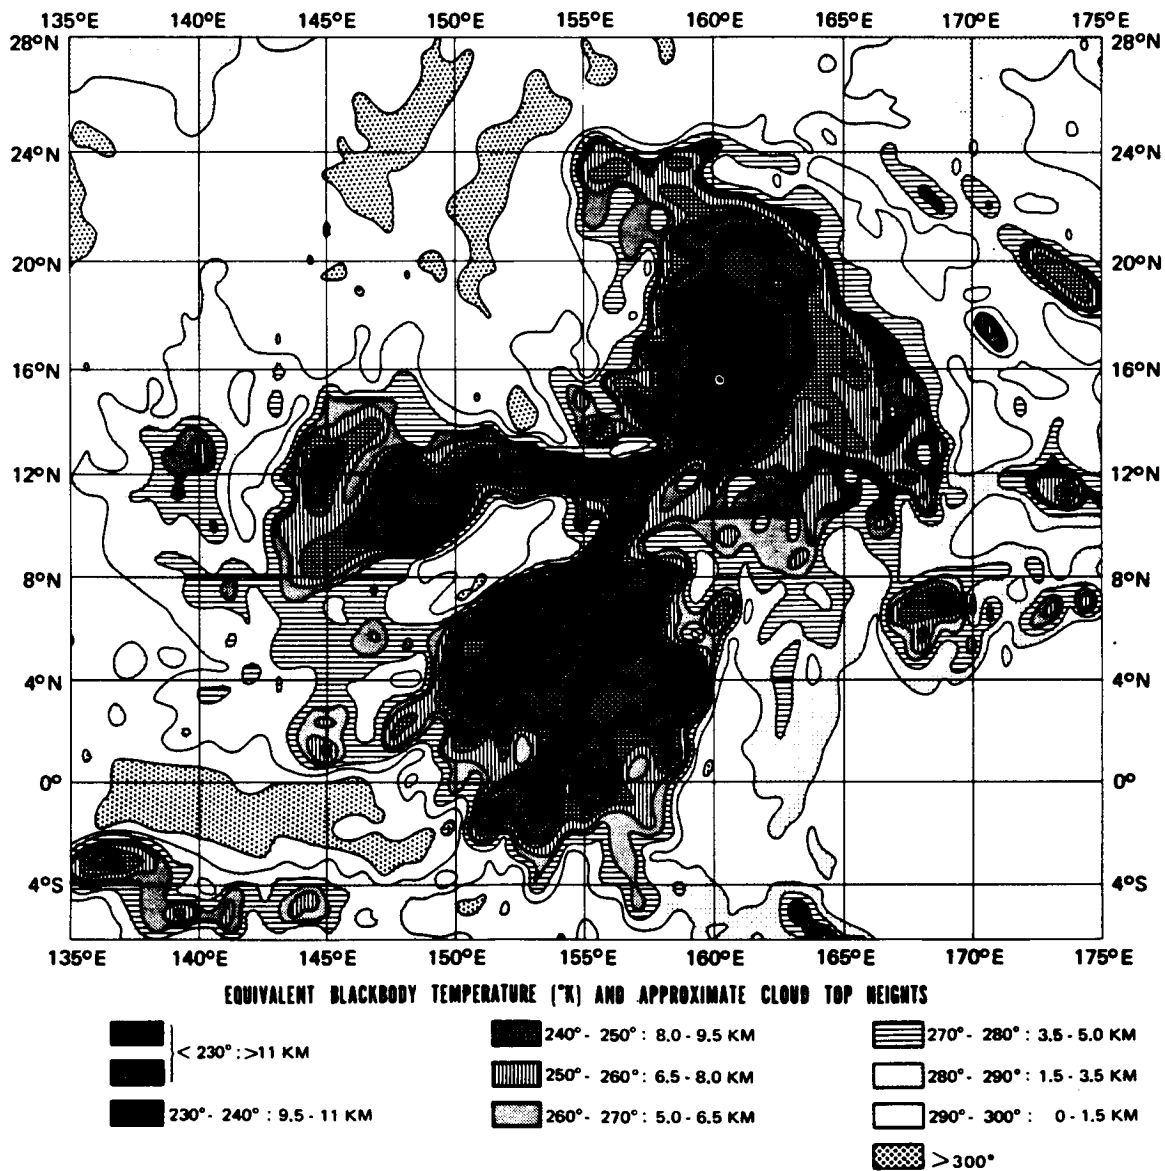 135°E 140°E 145°E 150°E 155°E 160°E 165°E 170°E 175°E
28°N 28°N
24°N 24°N
20°N 20°N
16°N 16°N
12°N 12°N
8°N 8°N
4°N 4°N
0° 0°
4°S 4°S
135°E 140°E 145°E 150°E 155°E 160°E 165°E 170°E 175°E
EQUIVALENT BLACKBODY TEMPERATURE (°K) AND APPROXIMATE CLOUD TOP HEIGHTS
< 230° : >11 KM
230° - 240° : 9.5 - 11 KM
240° - 250° : 8.0 - 9.5 KM
250° - 260° : 6.5 - 8.0 KM
260° - 270° : 5.0 - 6.5 KM
270° - 280° : 3.5 - 5.0 KM
280° - 290° : 1.5 - 3.5 KM
290° - 300° : 0 - 1.5 KM
>300°